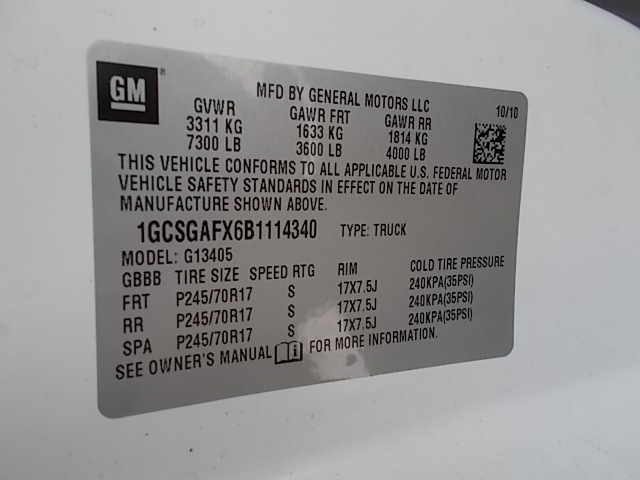 GM
MFD BY GENERAL MOTORS LLC 10/10
GVWR GAWR FRT GAWR RR
3311 KG 1633 KG 1814 KG
7300 LB 3600 LB 4000 LB
THIS VEHICLE CONFORMS TO ALL APPLICABLE U.S. FEDERAL MOTOR
VEHICLE SAFETY STANDARDS IN EFFECT ON THE DATE OF
MANUFACTURE SHOWN ABOVE.
1GCSGAFX6B1114340 TYPE: TRUCK
MODEL: G13405
GBBB TIRE SIZE SPEED RTG RIM COLD TIRE PRESSURE
FRT P245/70R17 S 17X7.5J 240KPA(35PSI)
RR P245/70R17 S 17X7.5J 240KPA(35PSI)
SPA P245/70R17 S 17X7.5J 240KPA(35PSI)
SEE OWNER'S MANUAL FOR MORE INFORMATION.